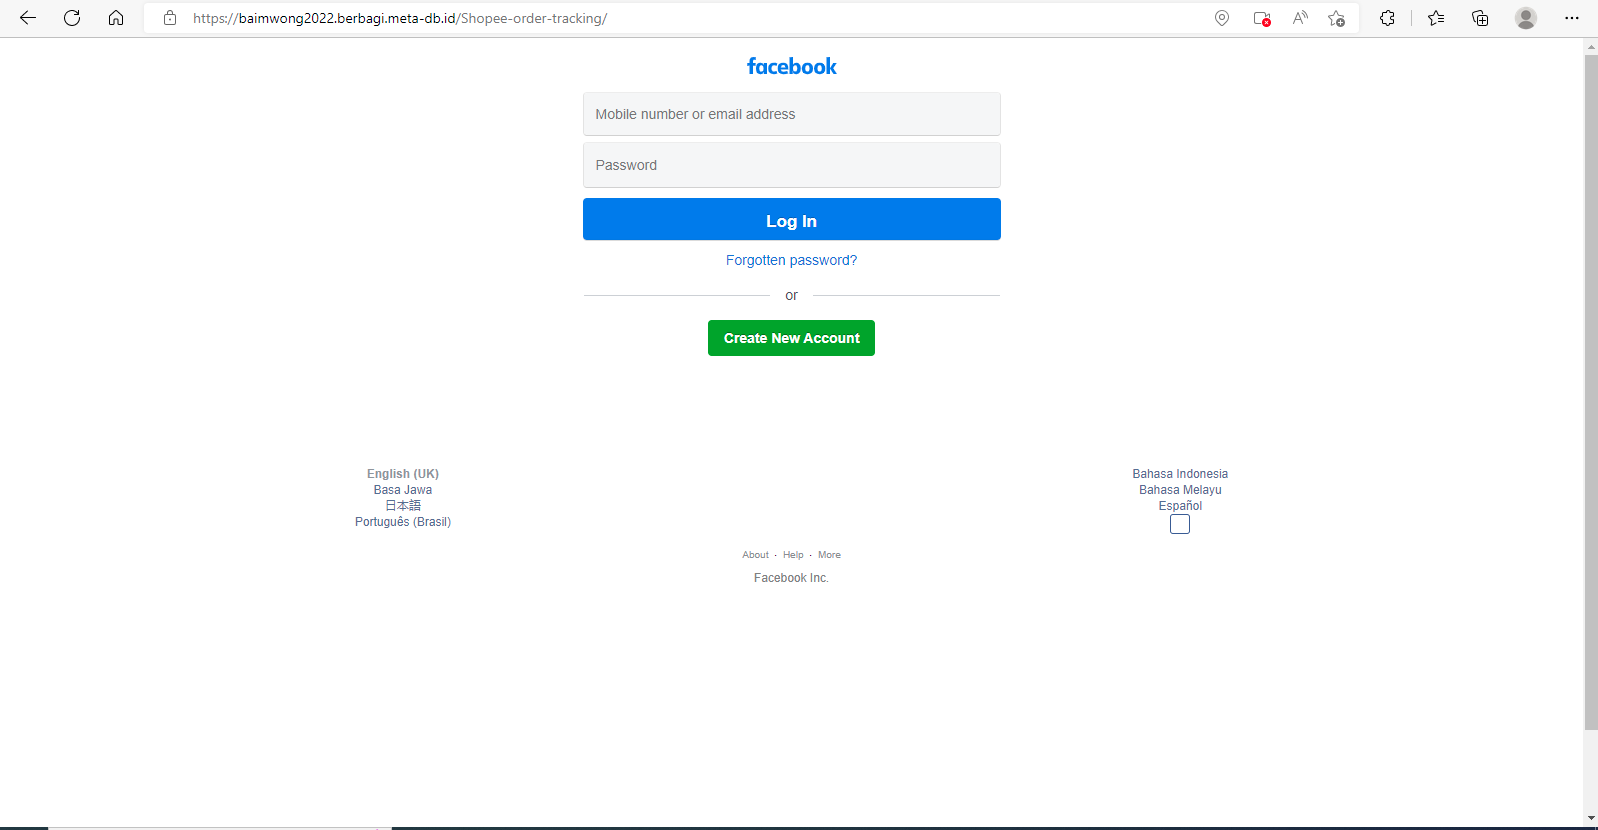 https://baimwong2022.berbagi.meta-db.id/Shopee-order-tracking/
facebook
Mobile number or email address
Password
Log In
Forgotten password?
or
Create New Account
English (UK)
Basa Jawa
日本語
Português (Brasil)
Bahasa Indonesia
Bahasa Melayu
Español
About · Help · More
Facebook Inc.